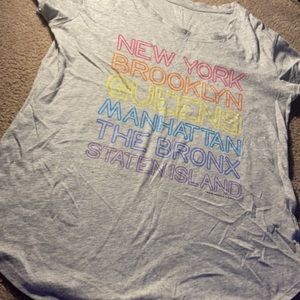 NEW YORK
BROOKLYN
QUEENS
MANHATTAN
THE BRONX
STATEN ISLAND